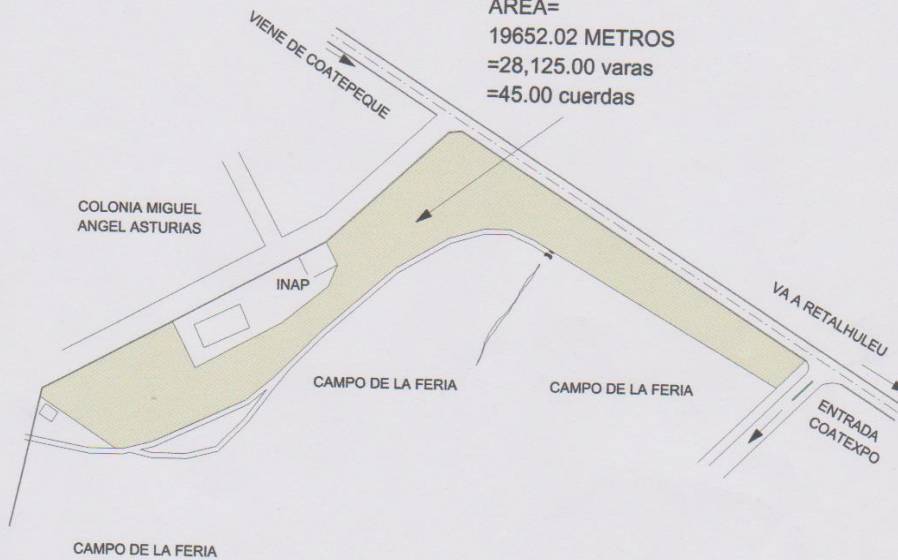 AREA=
19652.02 METROS
=28,125.00 varas
=45.00 cuerdas
VIENE DE COATEPEQUE
COLONIA MIGUEL
ANGEL ASTURIAS
INAP
VA A RETALHULEU
CAMPO DE LA FERIA
CAMPO DE LA FERIA
ENTRADA
COATEXPO
CAMPO DE LA FERIA